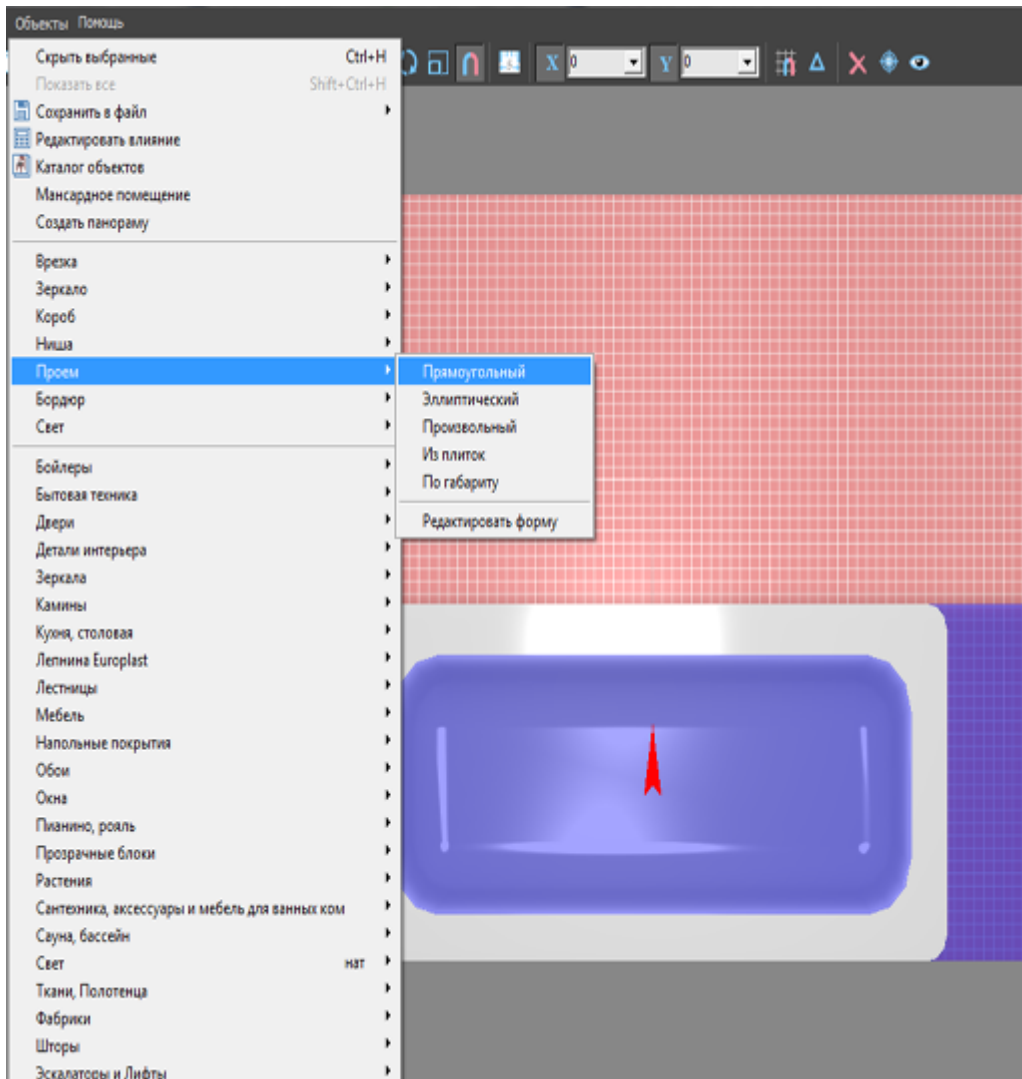 Объекты Помощь
Скрыть выбранные Ctrl+H
Показать все Shift+Ctrl+H
Сохранить в файл
Редактировать влияние
Каталог объектов
Мансардное помещение
Создать панораму
X 0 Y 0
Врезка
Зеркало
Короб
Ниша
Проем
Бордюр
Свет
Прямоугольный
Эллиптический
Произвольный
Из плиток
По габариту
Редактировать форму
Бойлеры
Бытовая техника
Двери
Детали интерьера
Зеркала
Камины
Кухня, столовая
Лепнина Europlast
Лестницы
Мебель
Напольные покрытия
Обои
Окна
Пианино, рояль
Прозрачные блоки
Растения
Сантехника, аксессуары и мебель для ванных ком
Сауна, бассейн
Свет нат
Ткани, Полотенца
Фабрики
Шторы
Эскалаторы и Лифты